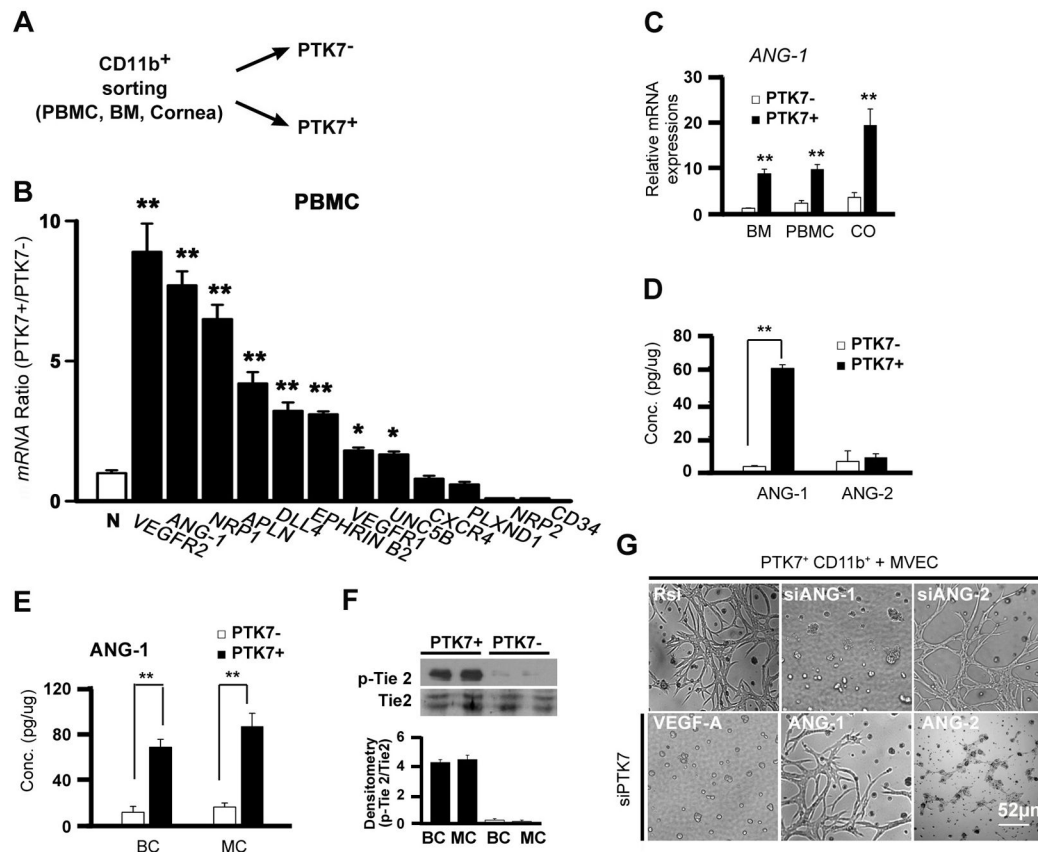 A
CD11b+
sorting
(PBMC, BM, Cornea)
PTK7-
PTK7+
B
PBMC
mRNA Ratio (PTK7+/PTK7-)
10
5
0
** ** ** ** ** ** * *
N VEGFR2 ANG-1 NRP1 APLN DLL4 EPHRIN B2 VEGFR1 UNC5B CXCR4 PLXND1 NRP2 CD34
C
ANG-1
Relative mRNA
expressions
30
20
10
0
PTK7-
PTK7+
** ** **
BM PBMC CO
D
Conc. (pg/ug)
80
60
40
20
0
**
PTK7-
PTK7+
ANG-1 ANG-2
E
ANG-1
PTK7-
PTK7+
Conc. (pg/ug)
120
80
40
0
** **
BC MC
F
PTK7+ PTK7-
p-Tie 2
Tie2
Densitometry
(p-Tie 2/Tie2)
6
4
2
0
BC MC BC MC
G
PTK7+ CD11b+ + MVEC
Rsi siANG-1 siANG-2
siPTK7
VEGF-A ANG-1 ANG-2
52µm